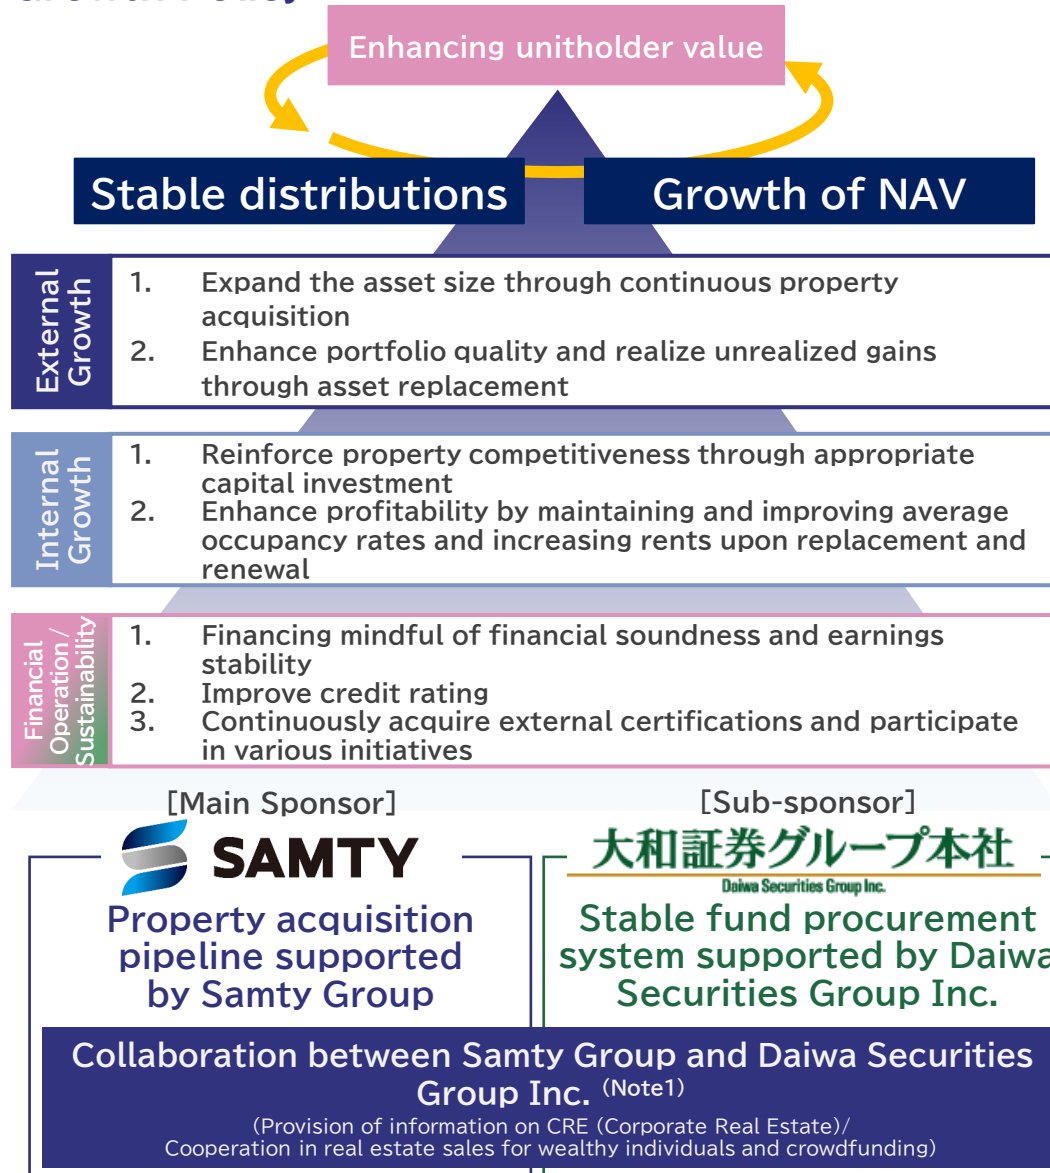 Growth Policy
Enhancing unitholder value
Stable distributions
Growth of NAV
External
Growth
1. Expand the asset size through continuous property
acquisition
2. Enhance portfolio quality and realize unrealized gains
through asset replacement
Internal
Growth
1. Reinforce property competitiveness through appropriate
capital investment
2. Enhance profitability by maintaining and improving average
occupancy rates and increasing rents upon replacement and
renewal
Financial
Operation /
Sustainability
1. Financing mindful of financial soundness and earnings
stability
2. Improve credit rating
3. Continuously acquire external certifications and participate
in various initiatives
[Main Sponsor]
SAMTY
Property acquisition
pipeline supported
by Samty Group
[Sub-sponsor]
大和証券グループ本社
Daiwa Securities Group Inc.
Stable fund procurement
system supported by Daiwa
Securities Group Inc.
Collaboration between Samty Group and Daiwa Securities
Group Inc. (Note1)
(Provision of information on CRE (Corporate Real Estate)/
Cooperation in real estate sales for wealthy individuals and crowdfunding)